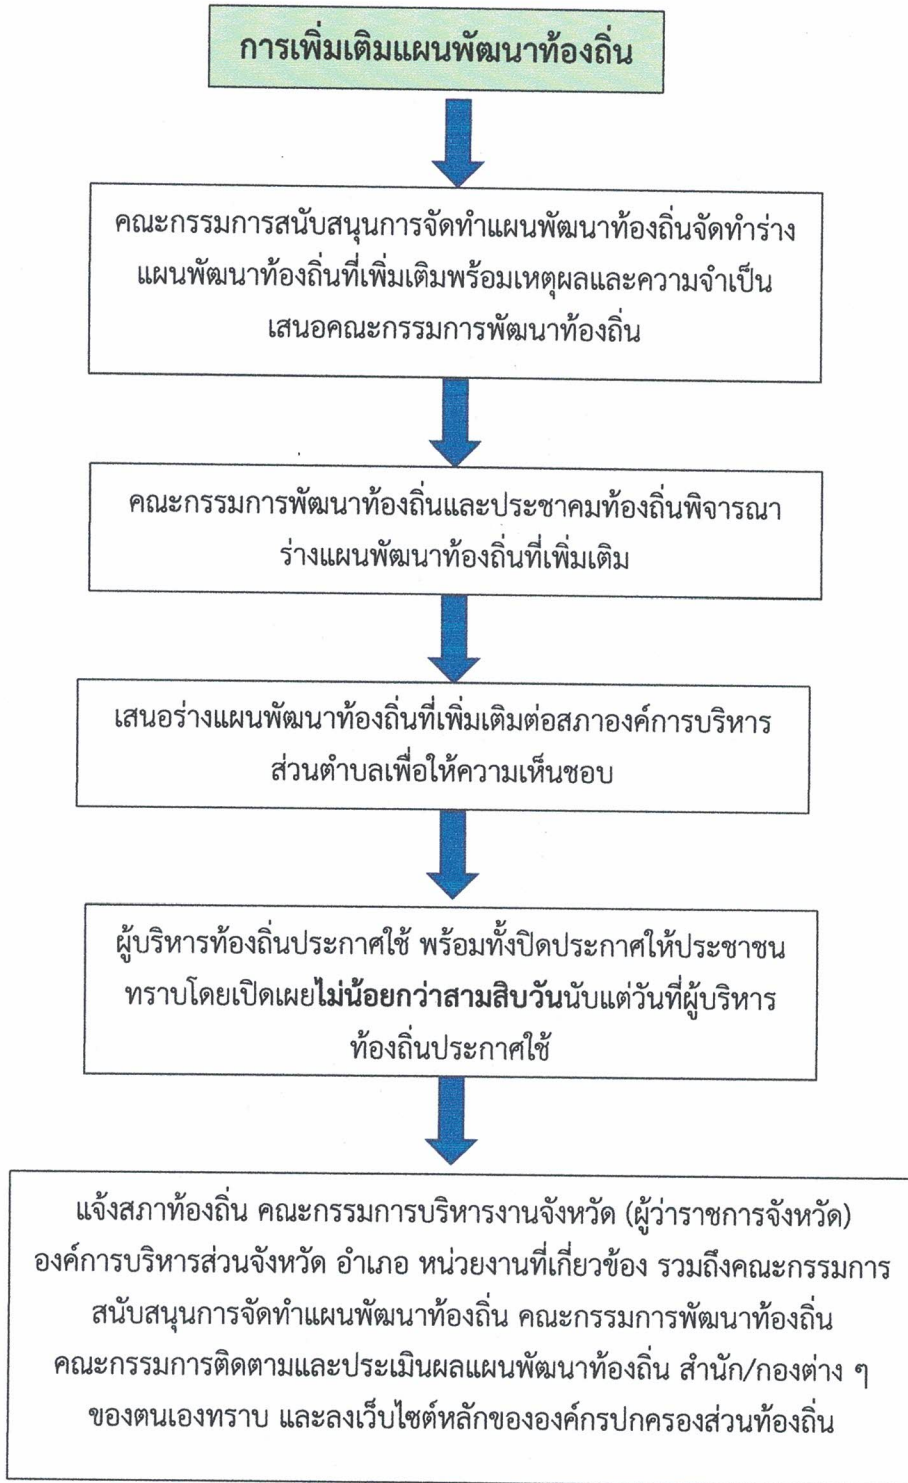 การเพิ่มเติมแผนพัฒนาท้องถิ่น
คณะกรรมการสนับสนุนการจัดทำแผนพัฒนาท้องถิ่นจัดทำร่าง
แผนพัฒนาท้องถิ่นที่เพิ่มเติมพร้อมเหตุผลและความจำเป็น
เสนอคณะกรรมการพัฒนาท้องถิ่น
คณะกรรมการพัฒนาท้องถิ่นและประชาคมท้องถิ่นพิจารณา
ร่างแผนพัฒนาท้องถิ่นที่เพิ่มเติม
เสนอร่างแผนพัฒนาท้องถิ่นที่เพิ่มเติมต่อสภาองค์การบริหาร
ส่วนตำบลเพื่อให้ความเห็นชอบ
ผู้บริหารท้องถิ่นประกาศใช้ พร้อมทั้งปิดประกาศให้ประชาชน
ทราบโดยเปิดเผยไม่น้อยกว่าสามสิบวันนับแต่วันที่ผู้บริหาร
ท้องถิ่นประกาศใช้
แจ้งสภาท้องถิ่น คณะกรรมการบริหารงานจังหวัด (ผู้ว่าราชการจังหวัด)
องค์การบริหารส่วนจังหวัด อำเภอ หน่วยงานที่เกี่ยวข้อง รวมถึงคณะกรรมการ
สนับสนุนการจัดทำแผนพัฒนาท้องถิ่น คณะกรรมการพัฒนาท้องถิ่น
คณะกรรมการติดตามและประเมินผลแผนพัฒนาท้องถิ่น สำนัก/กองต่าง ๆ
ของตนเองทราบ และลงเว็บไซต์หลักขององค์กรปกครองส่วนท้องถิ่น